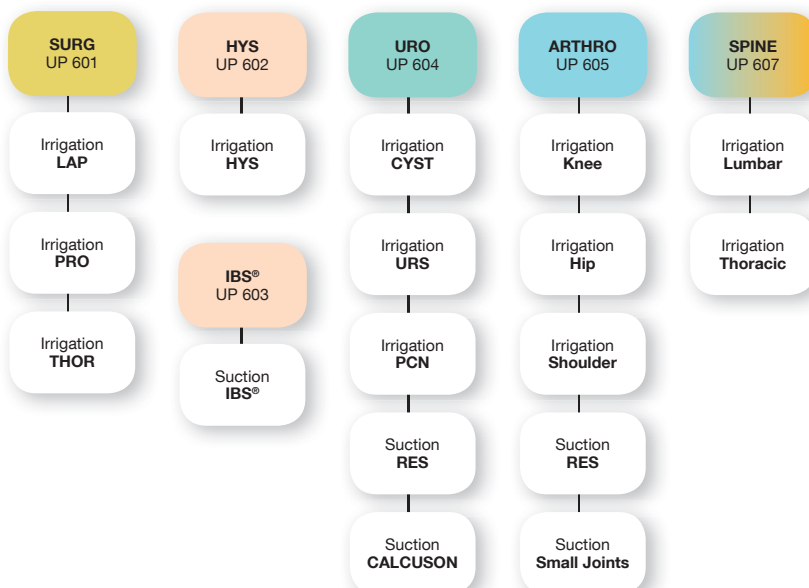 SURG
UP 601
Irrigation
LAP
Irrigation
PRO
Irrigation
THOR
HYS
UP 602
Irrigation
HYS
IBS®
UP 603
Suction
IBS®
URO
UP 604
Irrigation
CYST
Irrigation
URS
Irrigation
PCN
Suction
RES
Suction
CALCUSON
ARTHRO
UP 605
Irrigation
Knee
Irrigation
Hip
Irrigation
Shoulder
Suction
RES
Suction
Small Joints
SPINE
UP 607
Irrigation
Lumbar
Irrigation
Thoracic